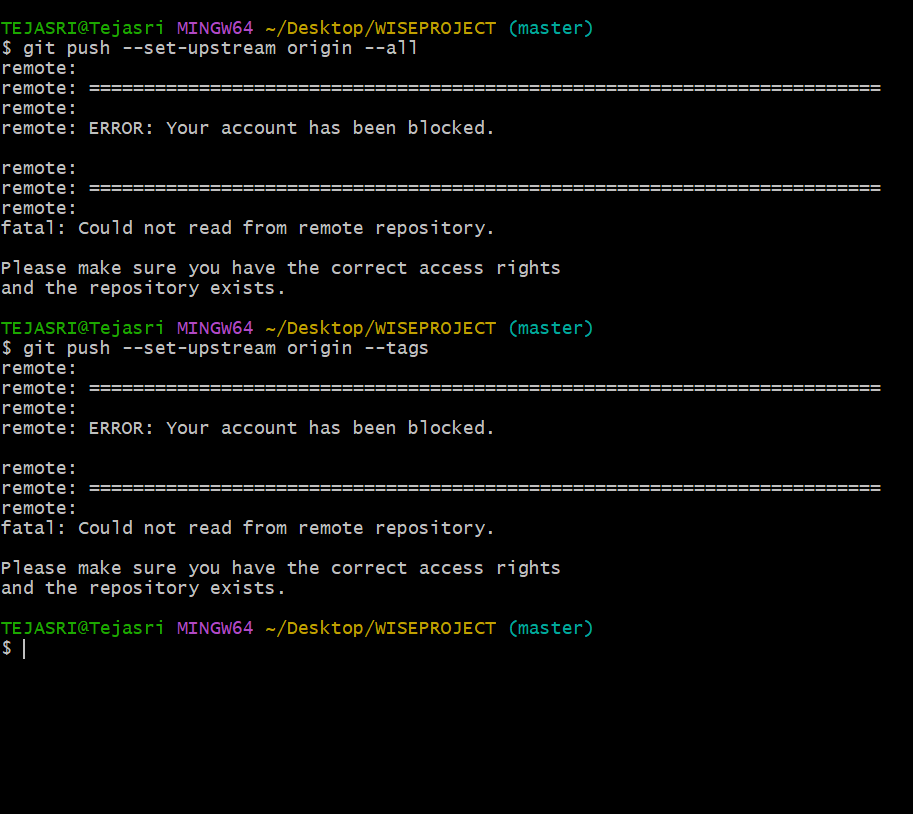 TEJASRI@Tejasri MINGW64 ~/Desktop/WISEPROJECT (master)
$ git push --set-upstream origin --all
remote:
remote: ========================================================================
remote:
remote: ERROR: Your account has been blocked.
remote:
remote: ========================================================================
remote:
fatal: Could not read from remote repository.
Please make sure you have the correct access rights
and the repository exists.
TEJASRI@Tejasri MINGW64 ~/Desktop/WISEPROJECT (master)
$ git push --set-upstream origin --tags
remote:
remote: ========================================================================
remote:
remote: ERROR: Your account has been blocked.
remote:
remote: ========================================================================
remote:
fatal: Could not read from remote repository.
Please make sure you have the correct access rights
and the repository exists.
TEJASRI@Tejasri MINGW64 ~/Desktop/WISEPROJECT (master)
$